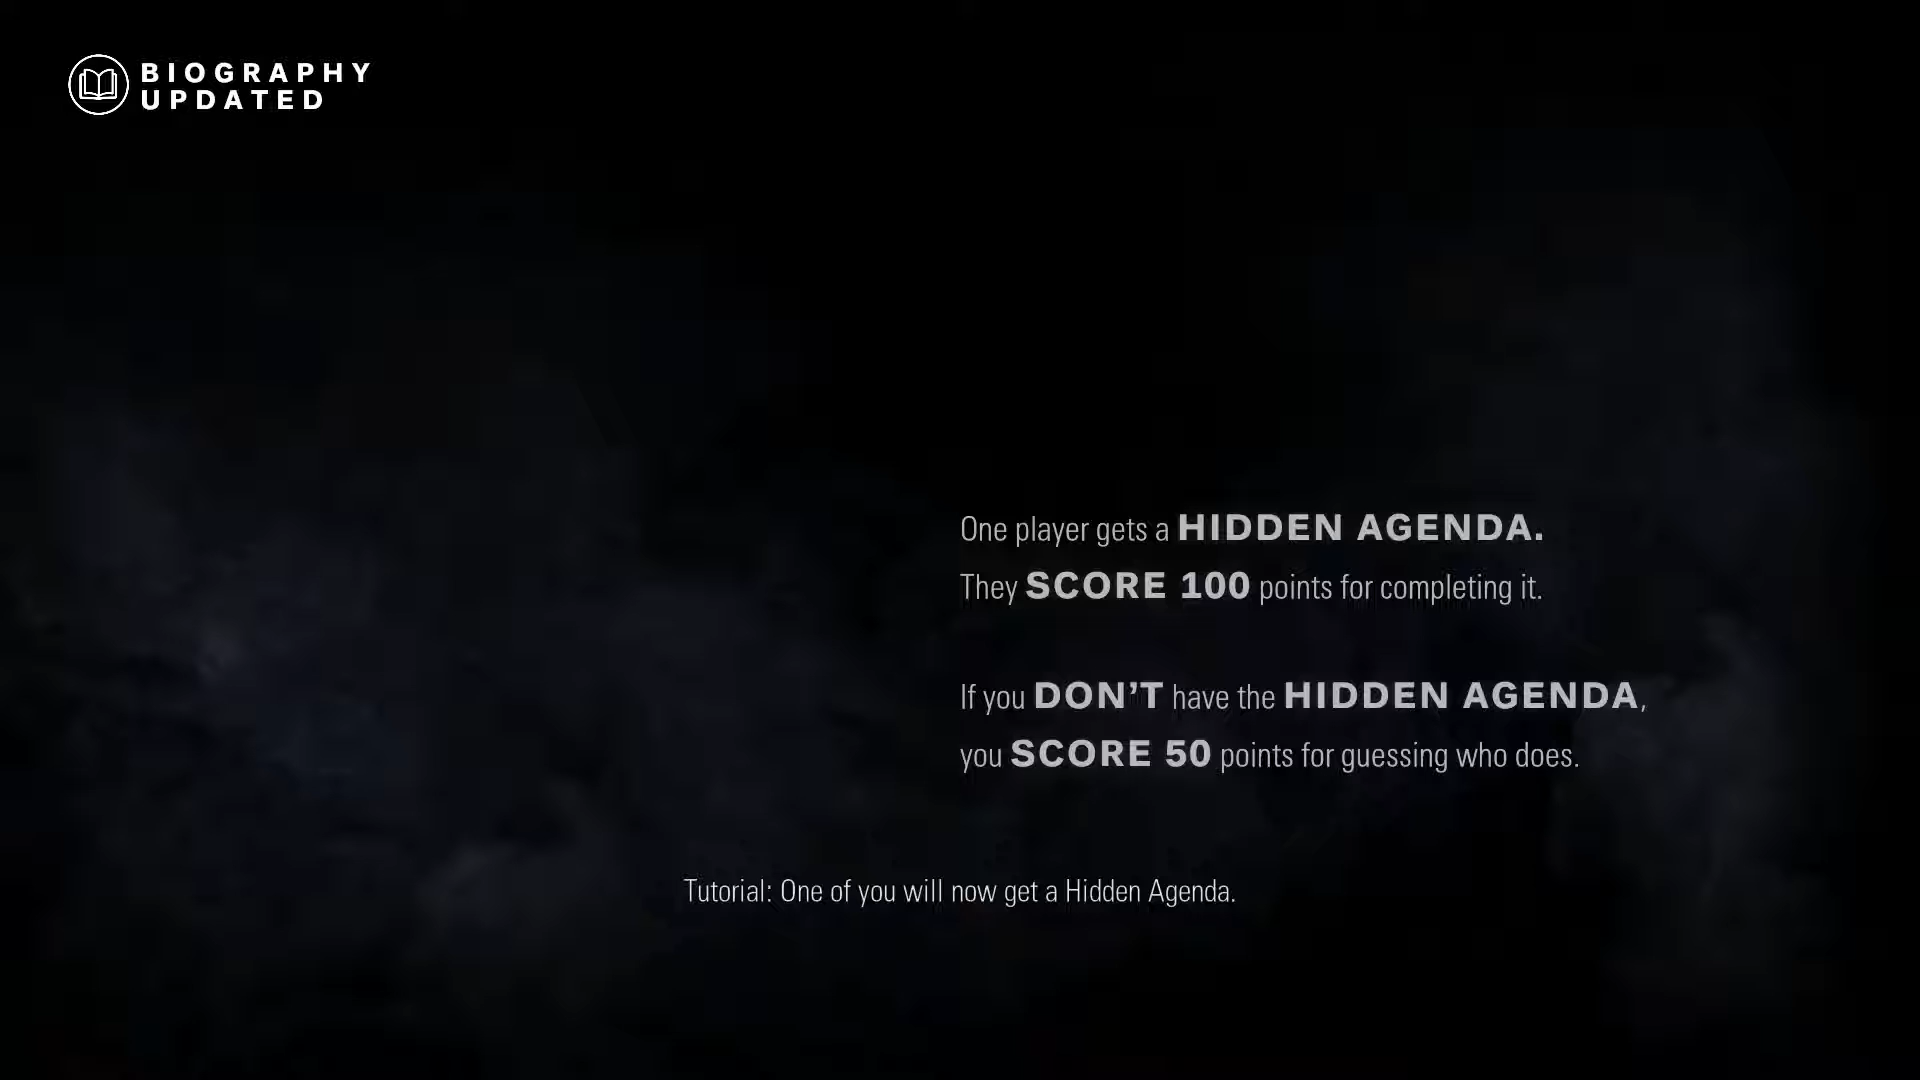 BIOGRAPHY
UPDATED
One player gets a HIDDEN AGENDA.
They SCORE 100 points for completing it.
If you DON'T have the HIDDEN AGENDA,
you SCORE 50 points for guessing who does.
Tutorial: One of you will now get a Hidden Agenda.